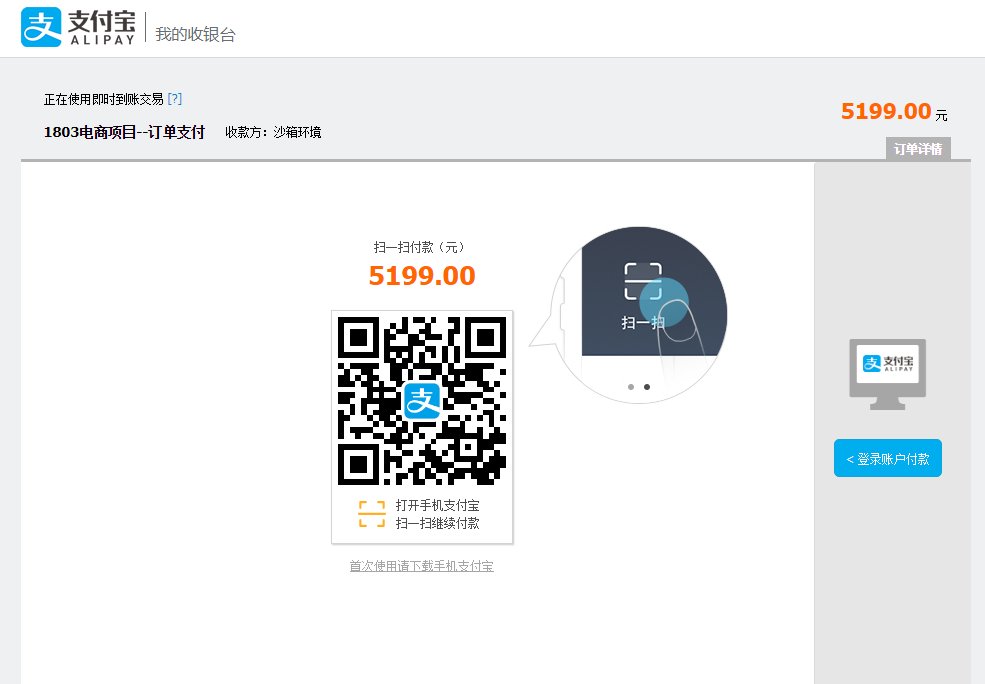 支付宝
ALIPAY
我的收银台
正在使用即时到账交易 [?]
5199.00 元
1803电商项目--订单支付 收款方：沙箱环境
订单详情
扫一扫付款（元）
5199.00
扫一扫
支
支付宝
ALIPAY
< 登录账户付款
打开手机支付宝
扫一扫继续付款
首次使用请下载手机支付宝